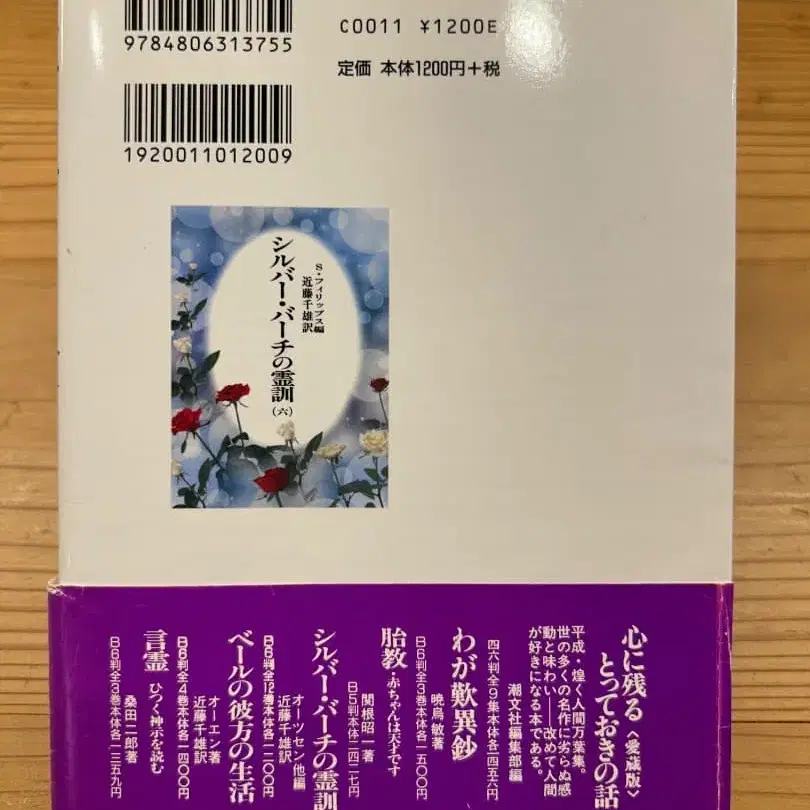 9784806313755
C0011 ¥1200E
定価 本体1200円+税
1920011012009
S・フィリップス編
近藤千雄訳
シルバー・バーチの霊訓(六)
心に残る
とっておきの話〈愛蔵版〉
平成・煌く人間万葉集。
世の多くの名作に劣らぬ感
動と味わい――改めて人間
が好きになる本である。
潮文社編集部編
四六判全9集本体各一四五六円
わが歎異鈔
暁烏敏著
B6判全3巻本体各一五〇〇円
胎教・赤ちゃんは天才です
関根昭一著
B5判本体一四二七円
シルバー・バーチの霊訓
オーツセン他編
近藤千雄訳
B6判全12巻本体各一二〇〇円
ベールの彼方の生活
オーエン著
近藤千雄訳
B6判全4巻本体各一四〇〇円
言霊 ひつく神示を読む
桑田二郎著
B6判全3巻本体各一三五九円